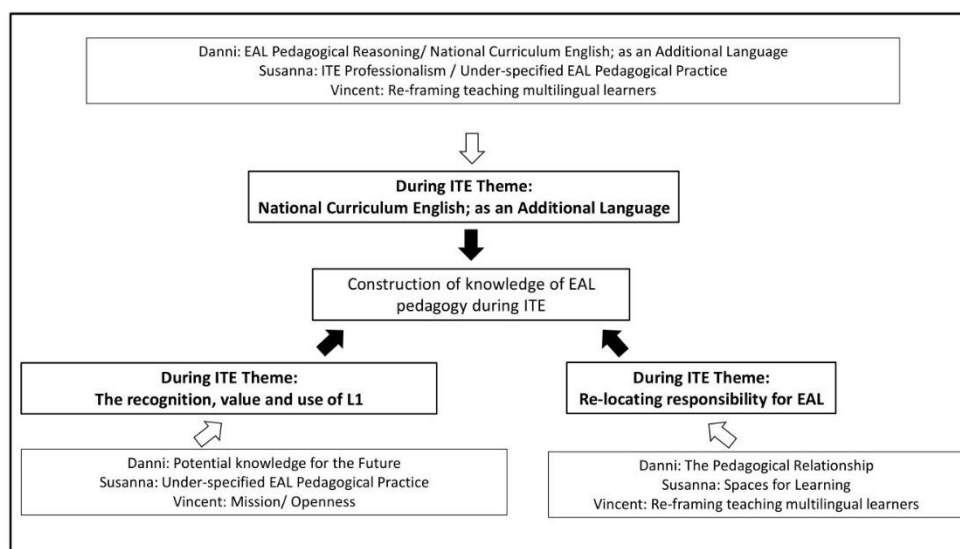 Danni: EAL Pedagogical Reasoning/ National Curriculum English; as an Additional Language
Susanna: ITE Professionalism / Under-specified EAL Pedagogical Practice
Vincent: Re-framing teaching multilingual learners
During ITE Theme:
National Curriculum English; as an Additional Language
Construction of knowledge of EAL
pedagogy during ITE
During ITE Theme:
The recognition, value and use of L1
During ITE Theme:
Re-locating responsibility for EAL
Danni: Potential knowledge for the Future
Susanna: Under-specified EAL Pedagogical Practice
Vincent: Mission/ Openness
Danni: The Pedagogical Relationship
Susanna: Spaces for Learning
Vincent: Re-framing teaching multilingual learners